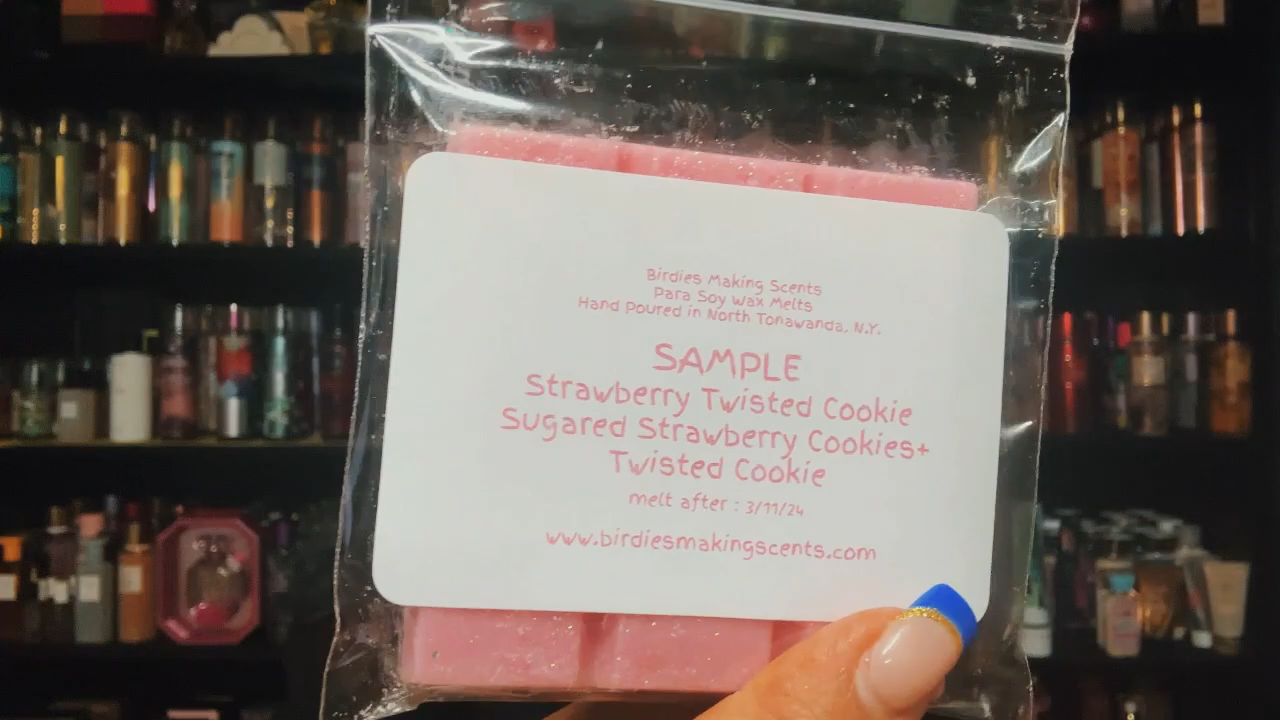 Birdies Making Scents
Para Soy Wax Melts
Hand Poured in North Tonawanda, N.Y.
SAMPLE
Strawberry Twisted Cookie
Sugared Strawberry Cookies+
Twisted Cookie
melt after : 3/11/24
www.birdiesmakingscents.com